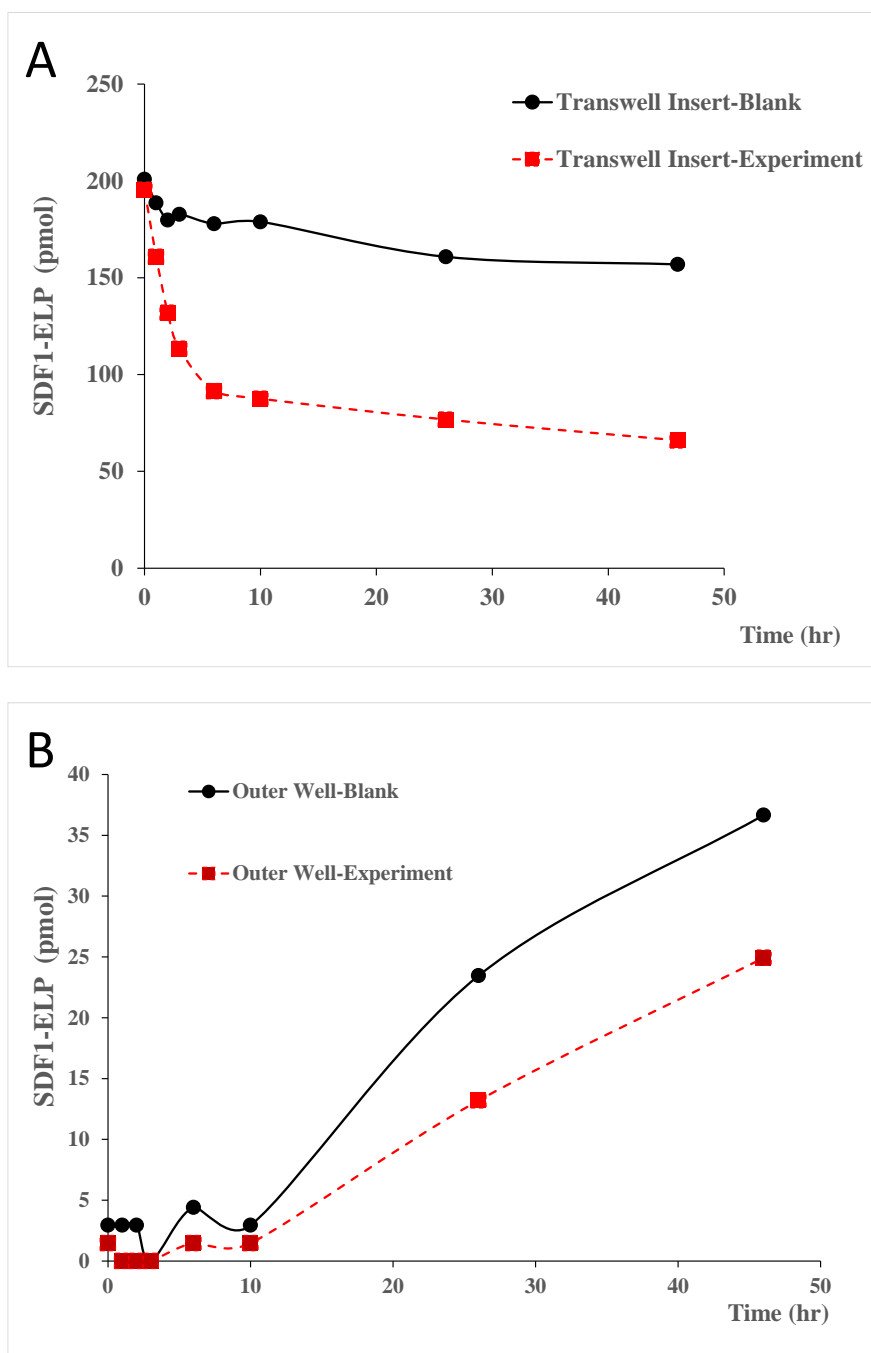 A
250
200
150
100
50
0
SDF1-ELP (pmol)
Transwell Insert-Blank
Transwell Insert-Experiment
0 10 20 30 40 50
Time (hr)
B
40
35
30
25
20
15
10
5
0
SDF1-ELP (pmol)
Outer Well-Blank
Outer Well-Experiment
0 10 20 30 40 50
Time (hr)